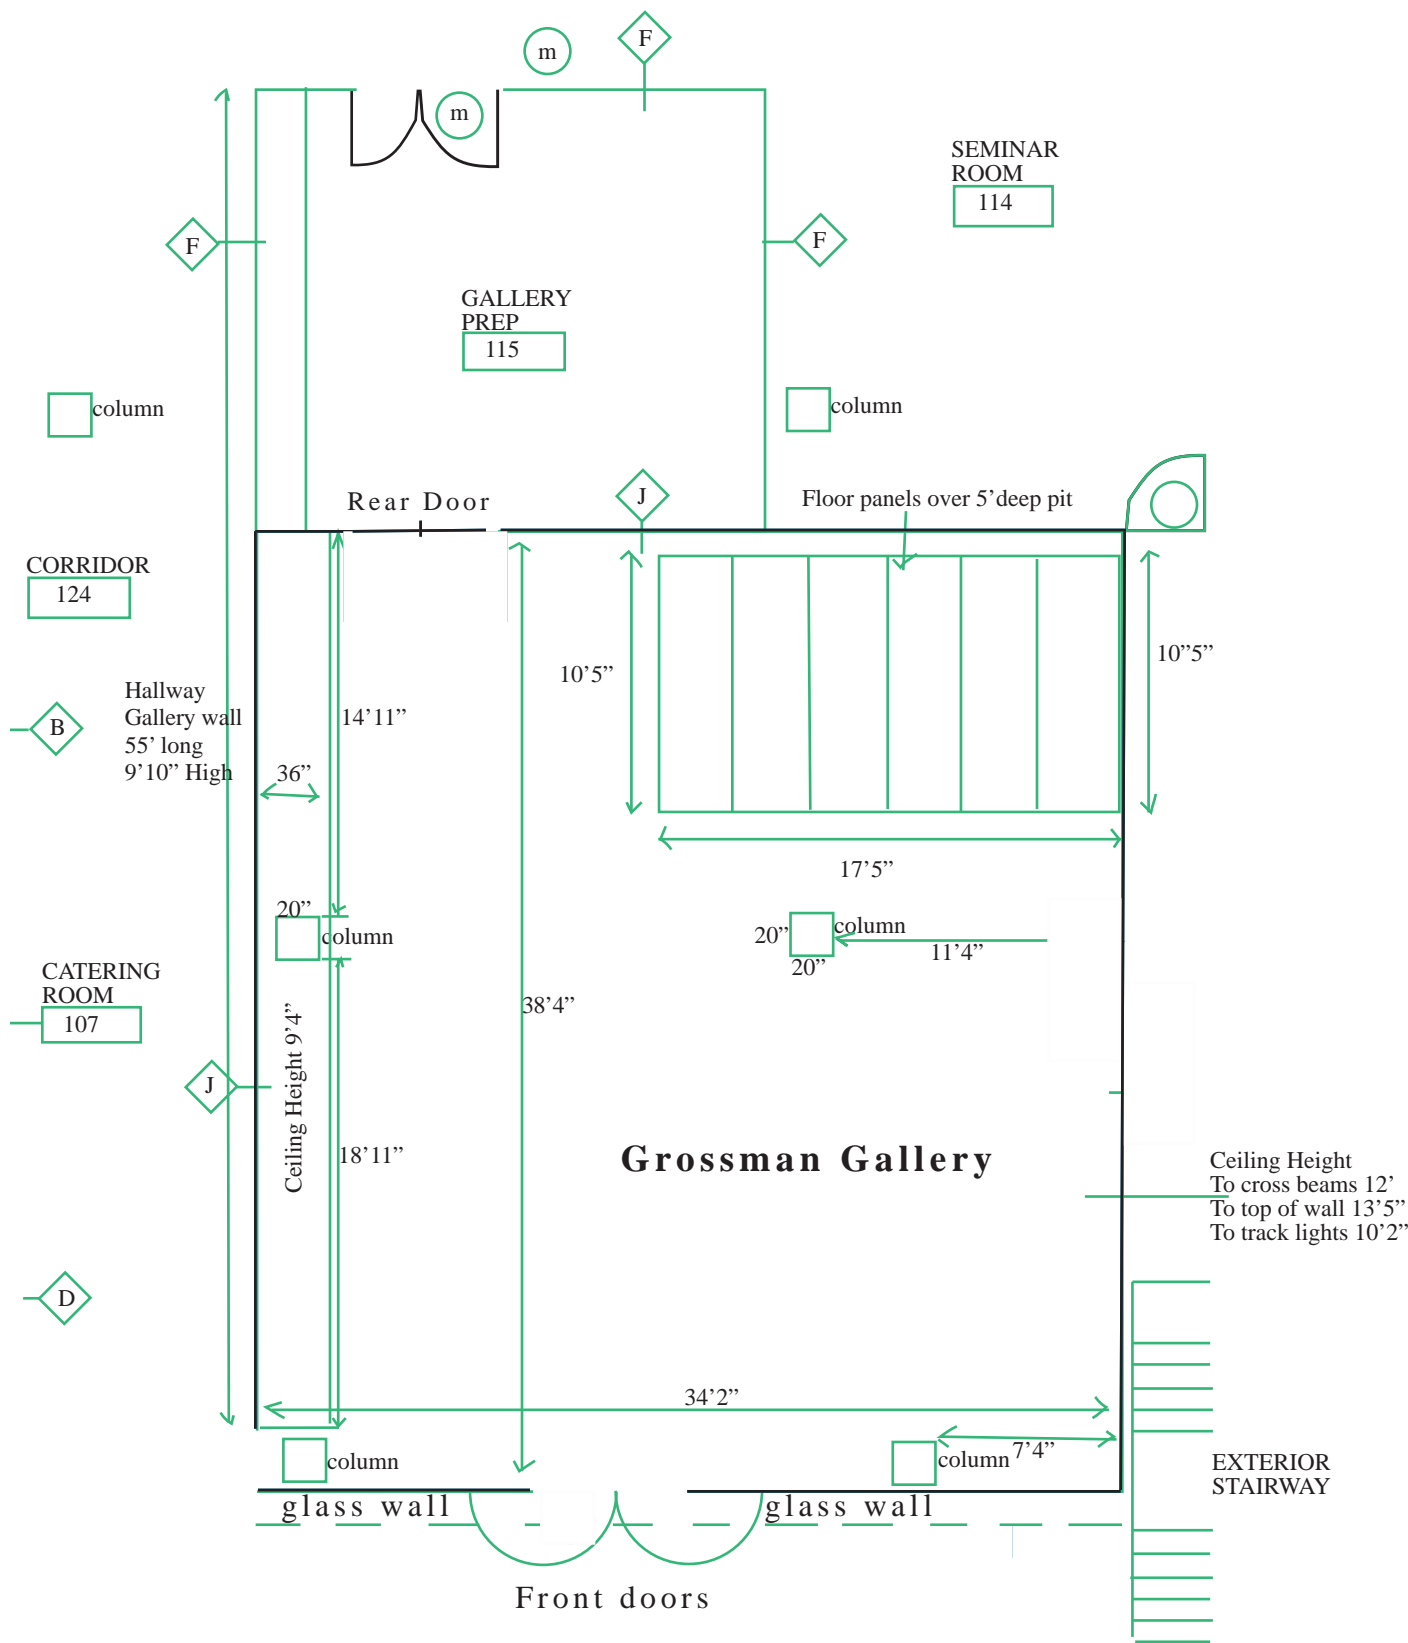 m
F
m
SEMINAR
ROOM
114
F
F
GALLERY
PREP
115
column
column
Rear Door
J
Floor panels over 5’deep pit
CORRIDOR
124
10’5”
10”5”
Hallway
Gallery wall
55’ long
9’10” High
B
14’11”
36”
17’5”
20”
column
20”
column
20”
11’4”
CATERING
ROOM
107
38’4”
Ceiling Height 9’4”
J
18’11”
Grossman Gallery
Ceiling Height
To cross beams 12’
To top of wall 13’5”
To track lights 10’2”
D
34’2”
column
column
7’4”
EXTERIOR
STAIRWAY
glass wall
glass wall
Front doors